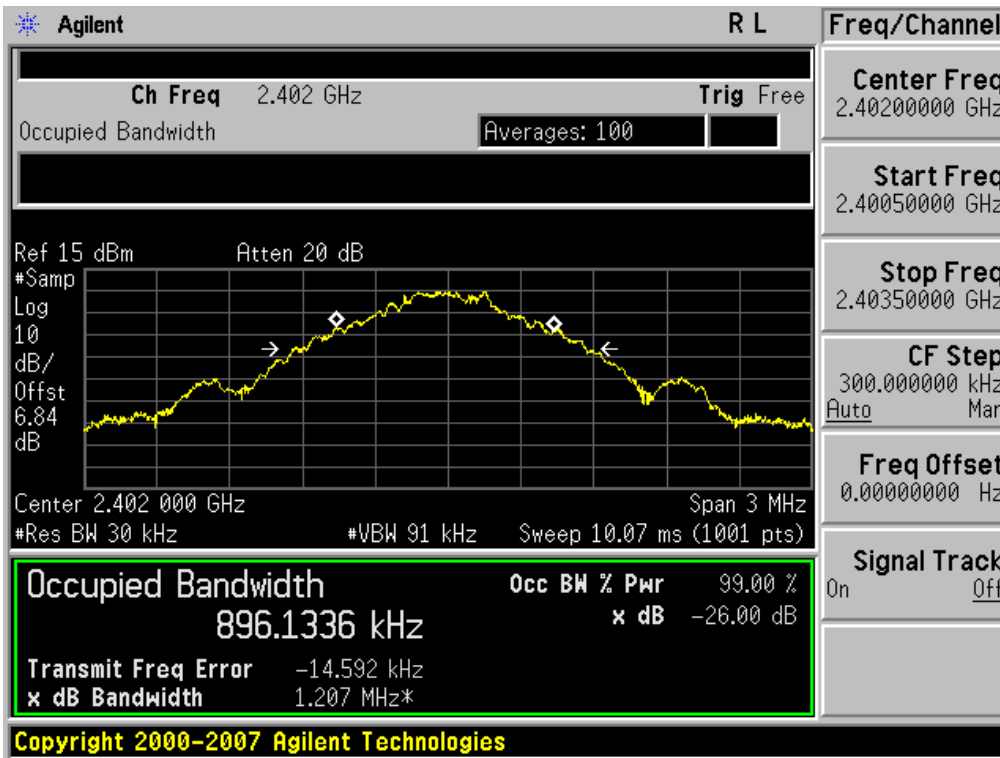 Agilent R L
Freq/Channel
Ch Freq 2.402 GHz Trig Free
Occupied Bandwidth Averages: 100
Center Freq
2.40200000 GHz
Start Freq
2.40050000 GHz
Stop Freq
2.40350000 GHz
CF Step
300.000000 kHz
Auto Man
Freq Offset
0.00000000 Hz
Signal Track
On Off
Ref 15 dBm Atten 20 dB
#Samp
Log
10
dB/
Offst
6.84
dB
Center 2.402 000 GHz Span 3 MHz
#Res BW 30 kHz #VBW 91 kHz Sweep 10.07 ms (1001 pts)
Occupied Bandwidth
896.1336 kHz
Occ BW % Pwr 99.00 %
x dB -26.00 dB
Transmit Freq Error -14.592 kHz
x dB Bandwidth 1.207 MHz*
Copyright 2000-2007 Agilent Technologies